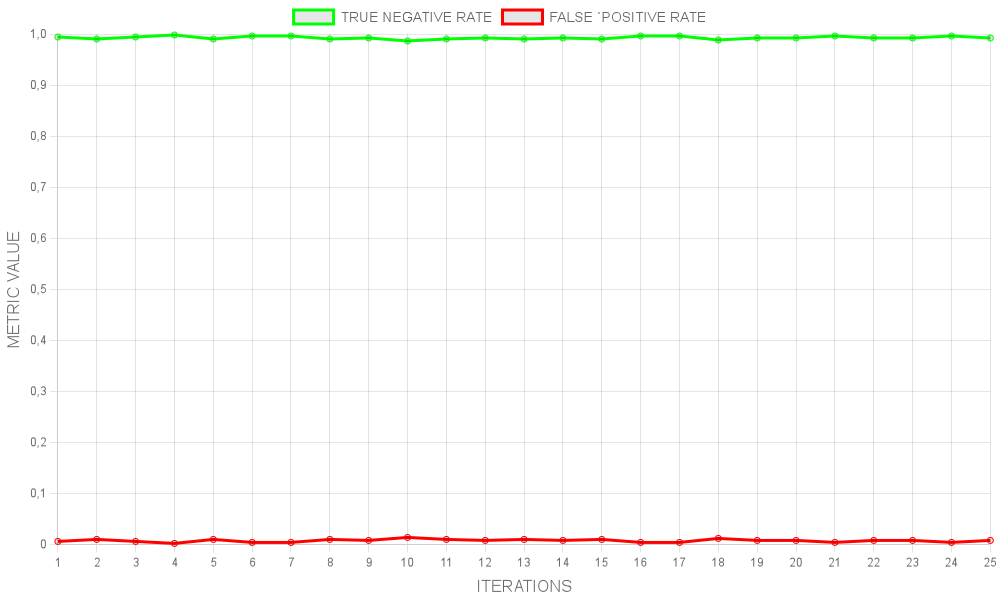 TRUE NEGATIVE RATE FALSE `POSITIVE RATE
1,0
0,9
0,8
0,7
0,6
0,5
0,4
0,3
0,2
0,1
0
METRIC VALUE
1 2 3 4 5 6 7 8 9 10 11 12 13 14 15 16 17 18 19 20 21 22 23 24 25
ITERATIONS